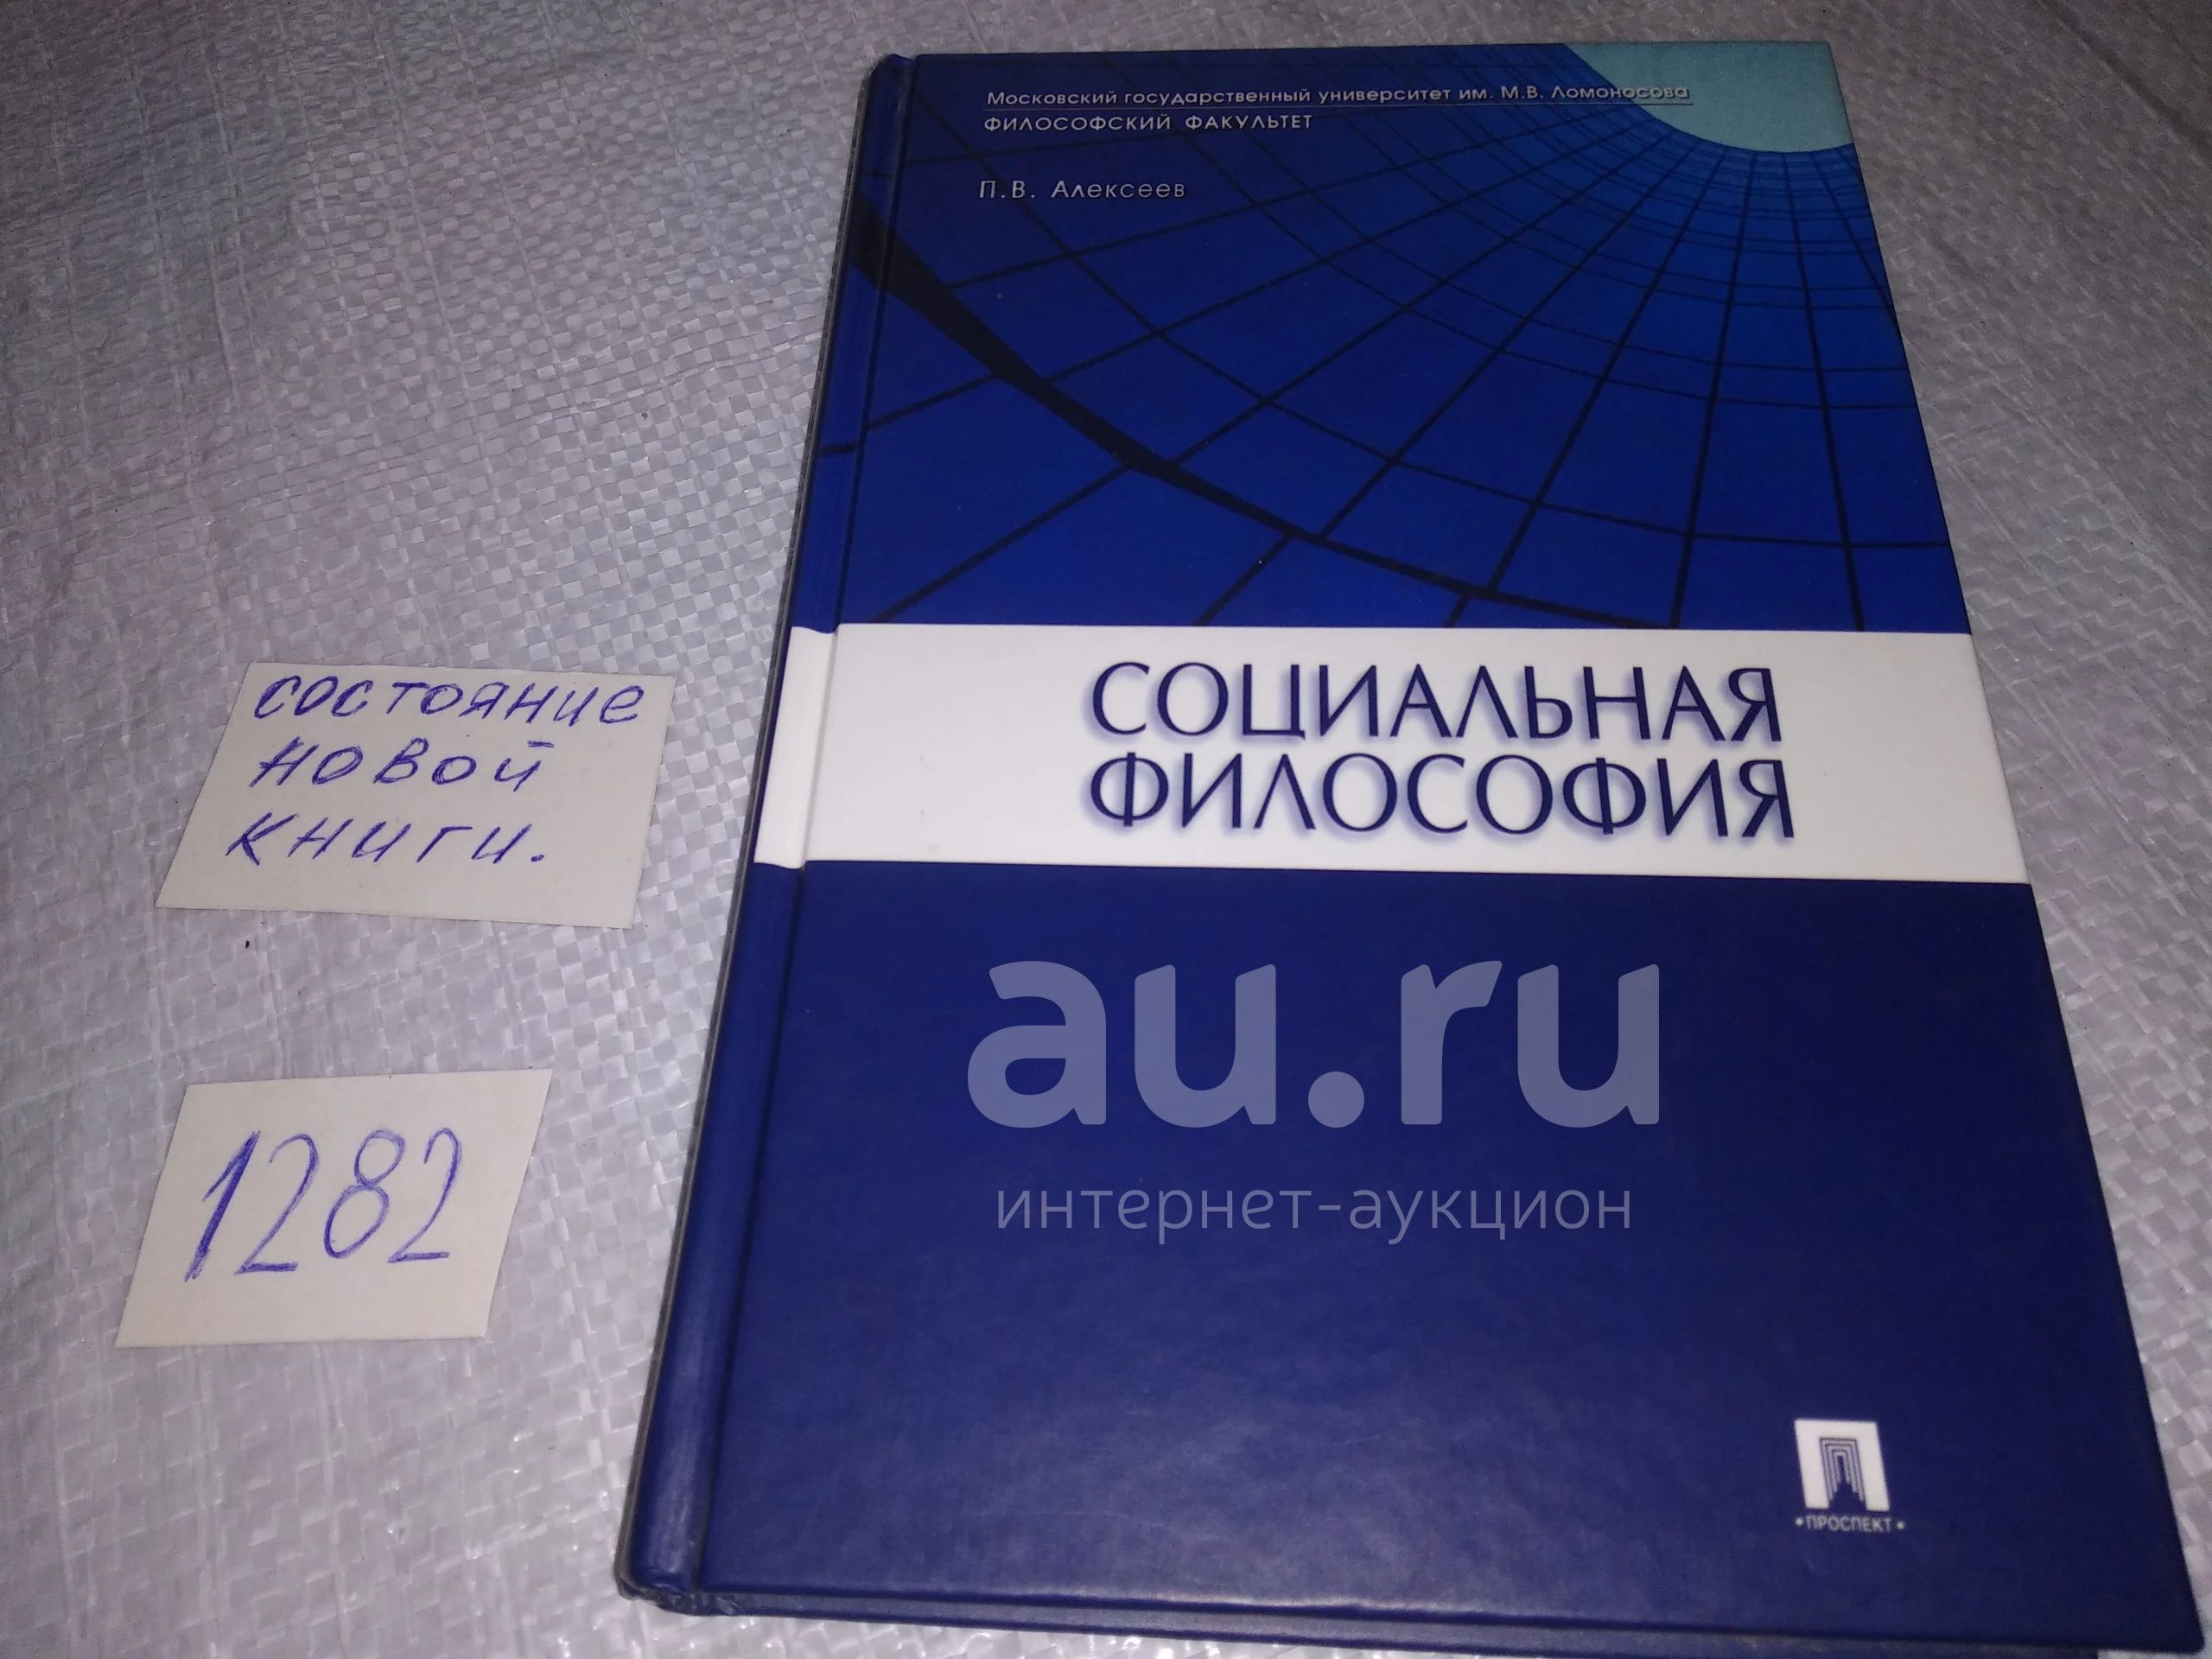 Московский государственный университет им. М.В. Ломоносова
ФИЛОСОФСКИЙ ФАКУЛЬТЕТ
П.В. Алексеев
СОЦИАЛЬНАЯ
ФИЛОСОФИЯ
состояние
новой
книги.
1282
au.ru
интернет-аукцион
•ПРОСПЕКТ•